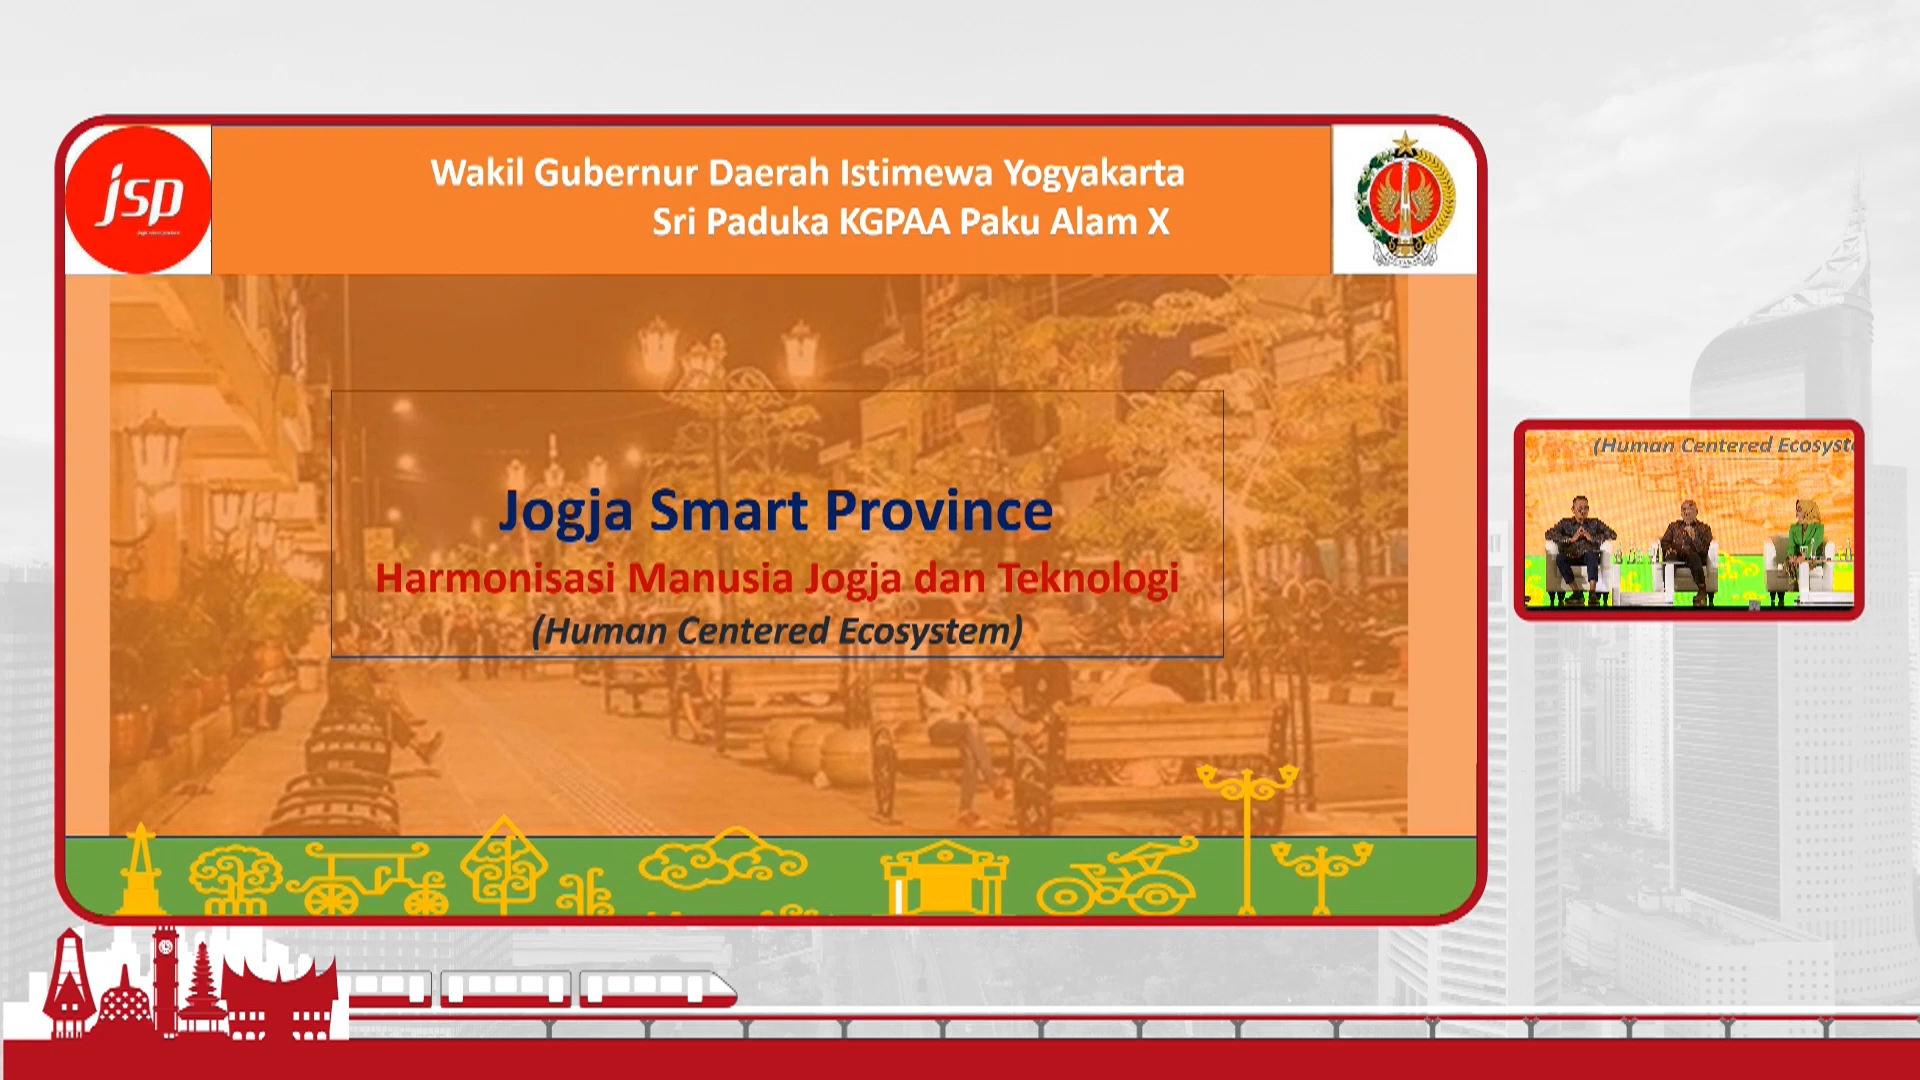 jsp
Wakil Gubernur Daerah Istimewa Yogyakarta
Sri Paduka KGPAA Paku Alam X
Jogja Smart Province
Harmonisasi Manusia Jogja dan Teknologi
(Human Centered Ecosystem)
(Human Centered Ecosyst